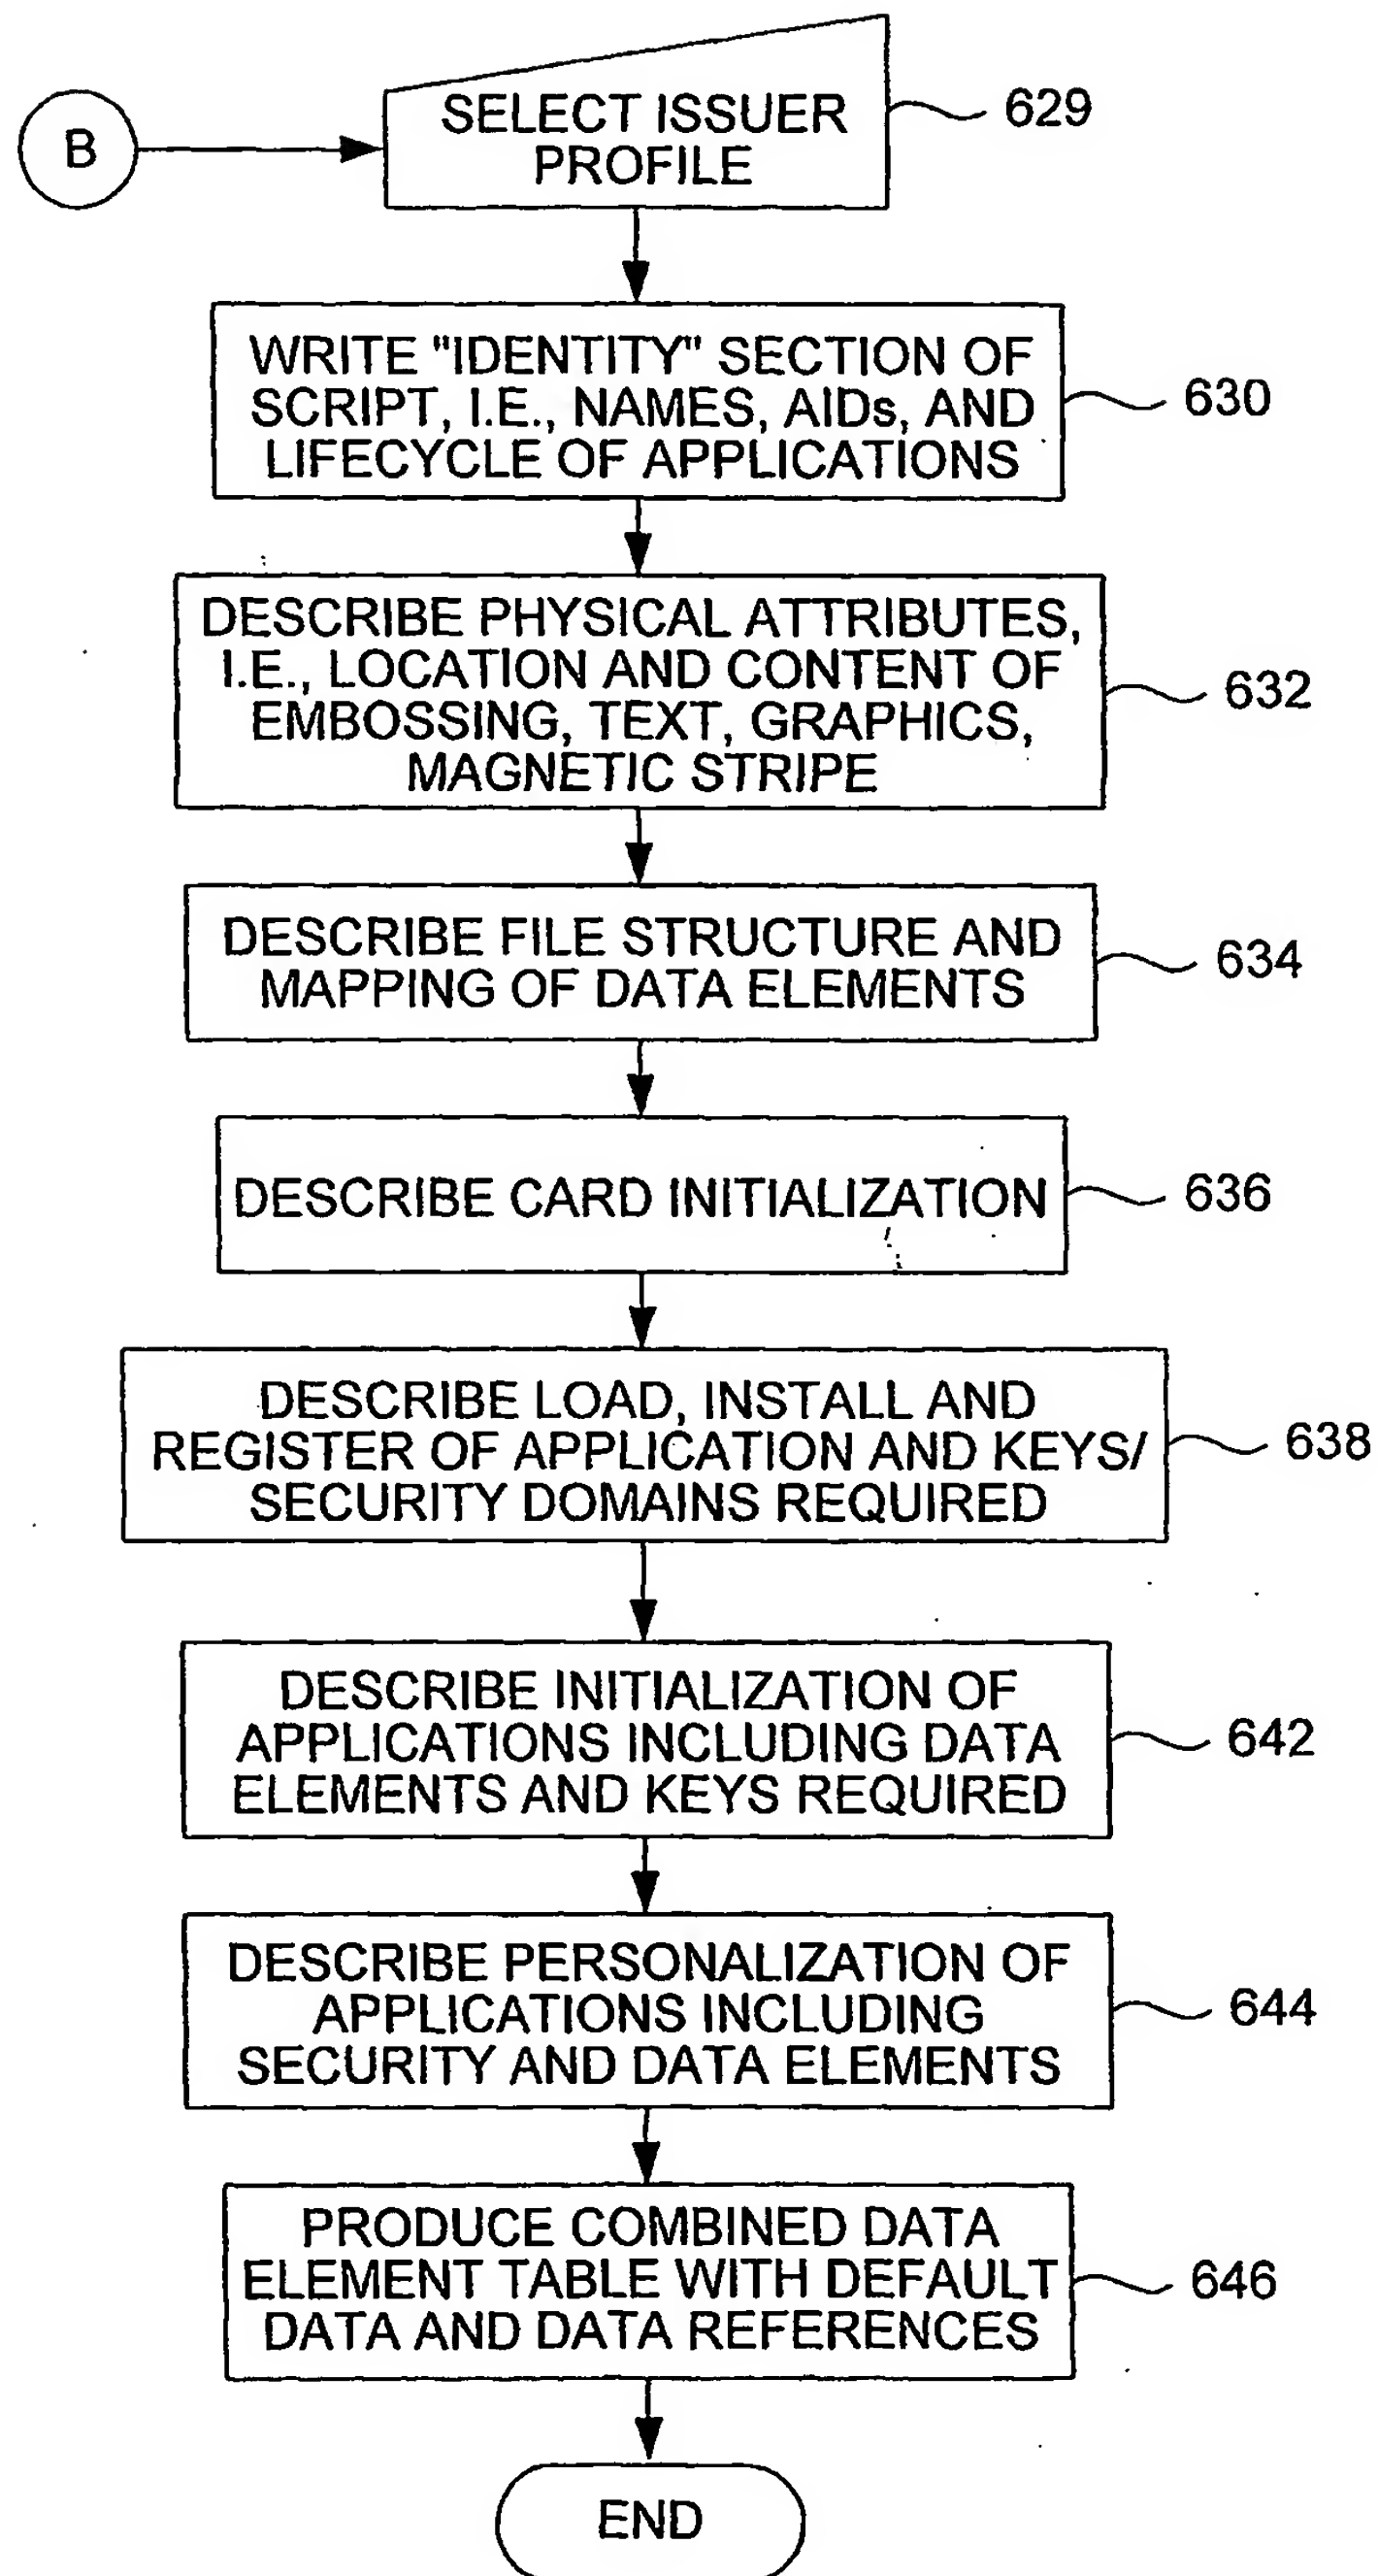 B
SELECT ISSUER
PROFILE
629
WRITE "IDENTITY" SECTION OF
SCRIPT, I.E., NAMES, AIDs, AND
LIFECYCLE OF APPLICATIONS
630
DESCRIBE PHYSICAL ATTRIBUTES,
I.E., LOCATION AND CONTENT OF
EMBOSSING, TEXT, GRAPHICS,
MAGNETIC STRIPE
632
DESCRIBE FILE STRUCTURE AND
MAPPING OF DATA ELEMENTS
634
DESCRIBE CARD INITIALIZATION
636
DESCRIBE LOAD, INSTALL AND
REGISTER OF APPLICATION AND KEYS/
SECURITY DOMAINS REQUIRED
638
DESCRIBE INITIALIZATION OF
APPLICATIONS INCLUDING DATA
ELEMENTS AND KEYS REQUIRED
642
DESCRIBE PERSONALIZATION OF
APPLICATIONS INCLUDING
SECURITY AND DATA ELEMENTS
644
PRODUCE COMBINED DATA
ELEMENT TABLE WITH DEFAULT
DATA AND DATA REFERENCES
646
END